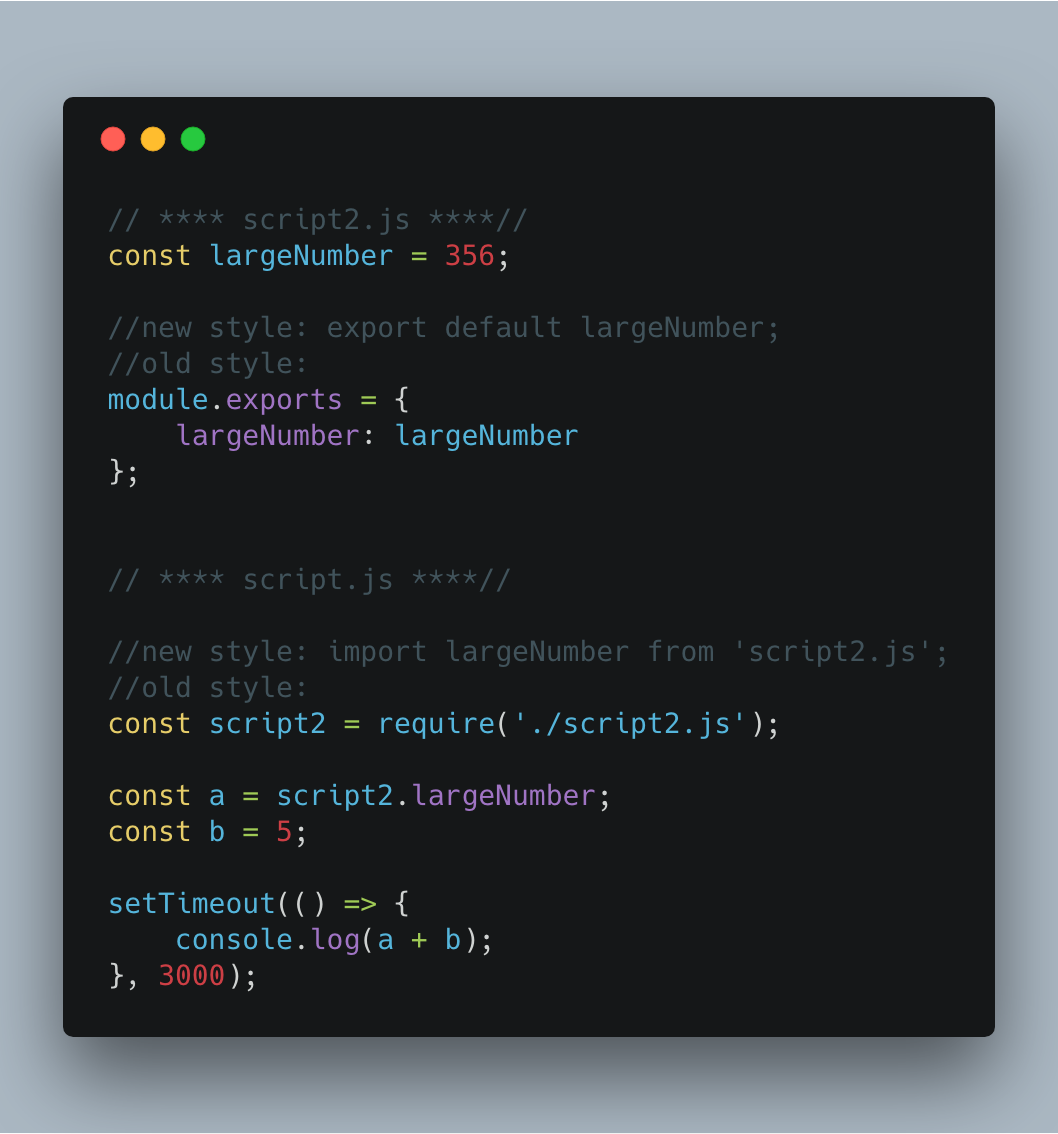 // **** script2.js ****//
const largeNumber = 356;
//new style: export default largeNumber;
//old style:
module.exports = {
    largeNumber: largeNumber
};
// **** script.js ****//
//new style: import largeNumber from 'script2.js';
//old style:
const script2 = require('./script2.js');
const a = script2.largeNumber;
const b = 5;
setTimeout(() => {
    console.log(a + b);
}, 3000);